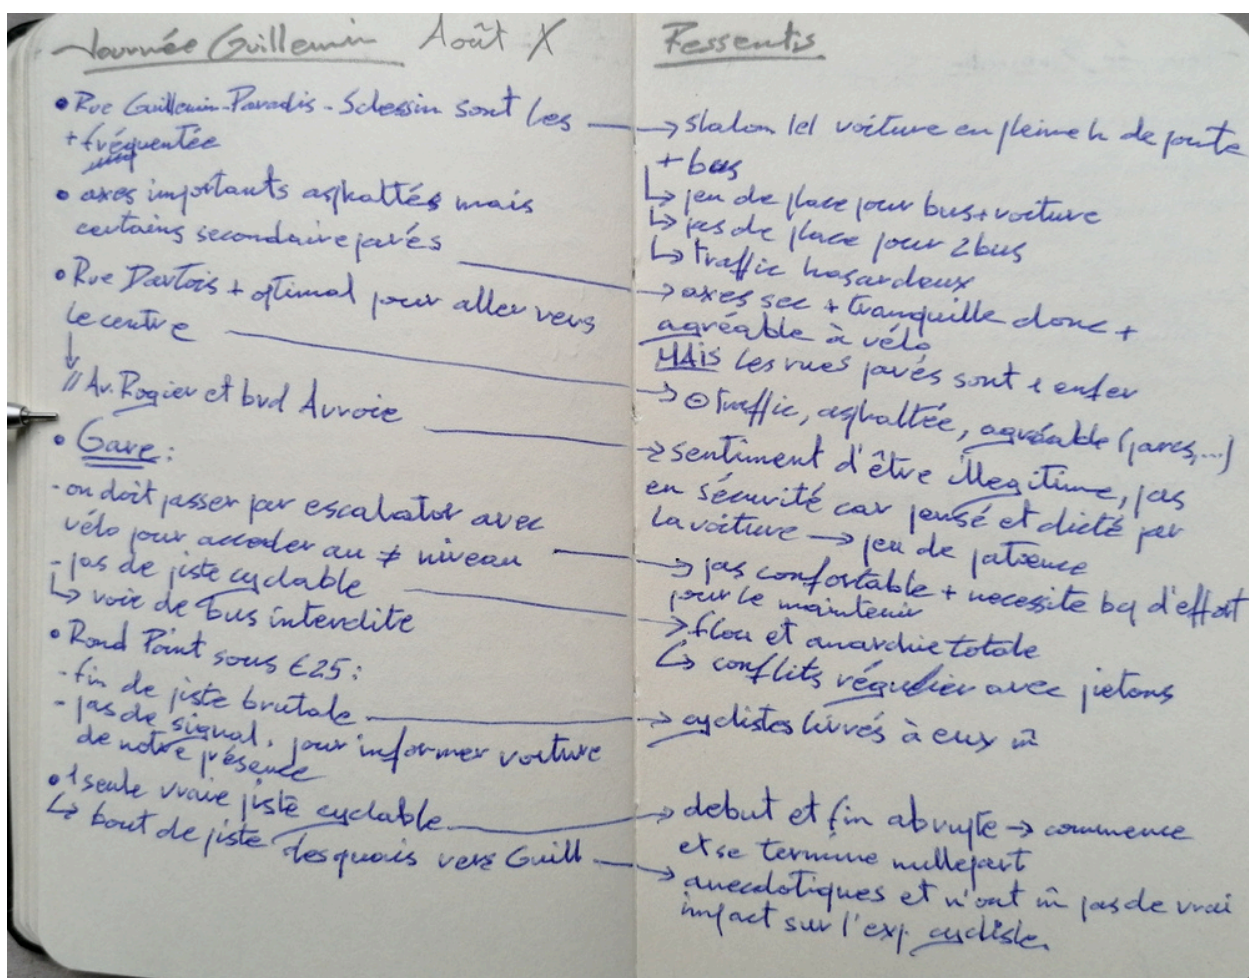 Journée Guillemin Août X
• Rue Guillemin-Paradis-Sclessin sont les
+ fréquentée
• axes importants asphaltés mais
certains secondaire pavés
• Rue Dartois + optimal pour aller vers
le centre
↓
// Av. Rogier et bvd Avroie
• Gare :
- on doit passer par escalator avec
vélo pour acceder au ≠ niveau
- pas de piste cyclable
↳ voie de bus interdite
• Rond Point sous E25 :
- fin de piste brutale
- pas de signal. pour informer voiture
de notre présence
• 1 seule vraie piste cyclable
↳ bout de piste des quais vers Guill
Ressentis
→ slalom voiture en pleine h de pointe
+ bus
↳ peu de place pour bus+voiture
↳ pas de place pour 2 bus
↳ traffic hasardeux
→ axes sec + tranquille donc +
agréable à vélo
MAIS les rues pavés sont 1 enfer
→ ⊖ traffic, asphaltée, agréable (parcs,...)
→ sentiment d'être illegitime, pas
en sécurité car pensé et dicté par
la voiture → jeu de patience
→ pas confortable + necessite bcp d'effort
pour le maintenir
→ flou et anarchie totale
↳ conflits régulier avec pietons
→ cyclistes livrés à eux m̂
→ debut et fin abrupte → commence
et se termine nullepart
→ anecdotiques et n'ont m̂ pas de vrai
impact sur l'exp cycliste.